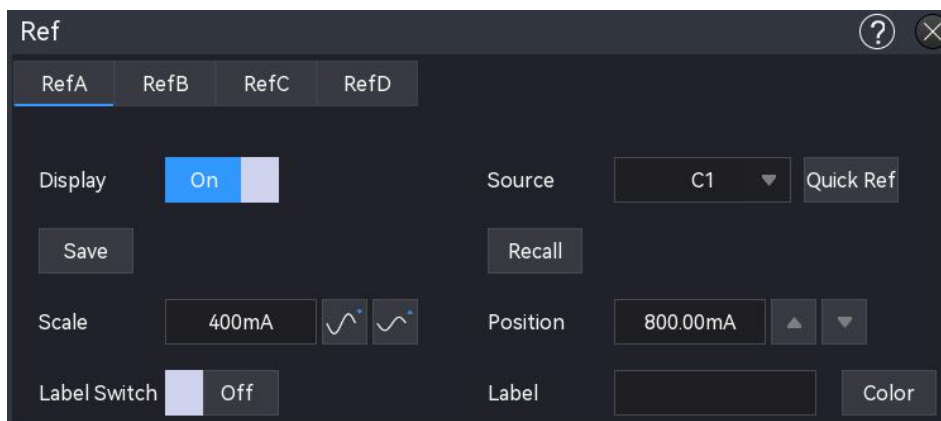 Ref ?
RefA RefB RefC RefD
Display On Source C1 Quick Ref
Save Recall
Scale 400mA Position 800.00mA
Label Switch Off Label Color